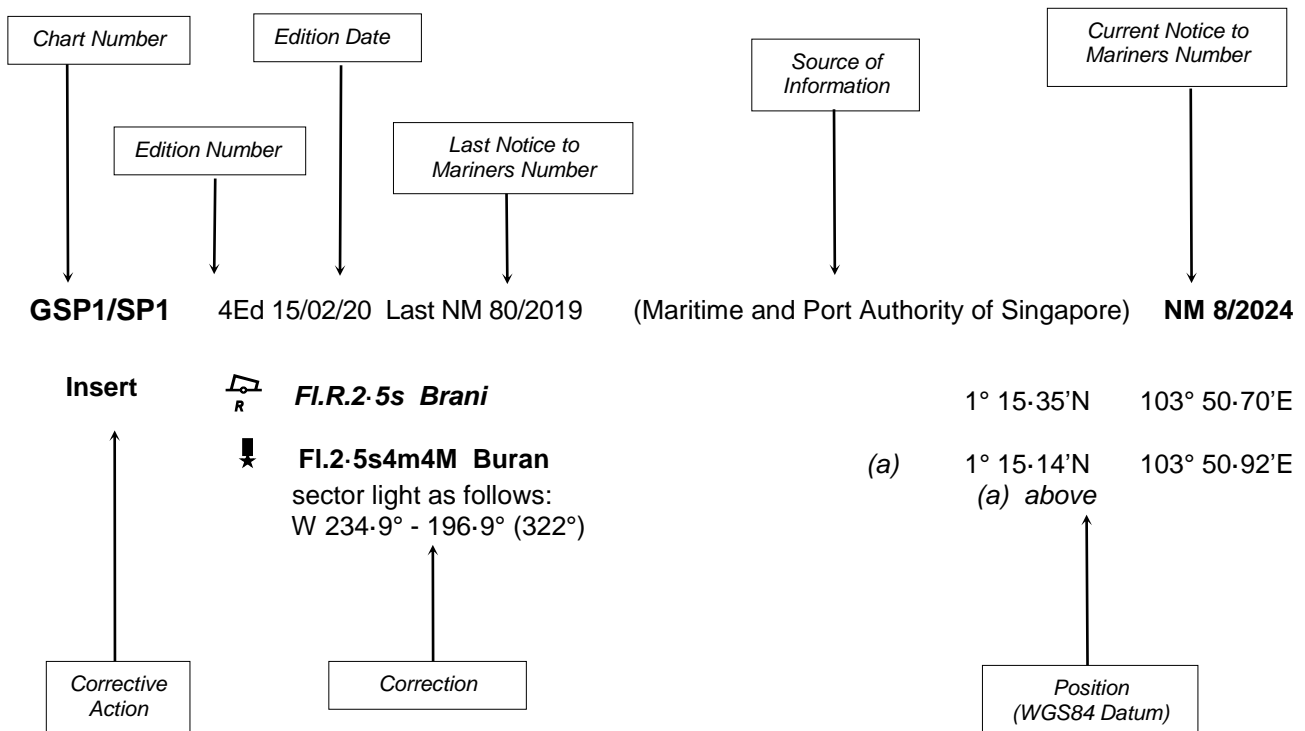 Chart Number
Edition Date
Current Notice to
Mariners Number
Source of
Information
Edition Number
Last Notice to
Mariners Number
GSP1/SP1 4Ed 15/02/20 Last NM 80/2019 (Maritime and Port Authority of Singapore) NM 8/2024
Insert R Fl.R.2·5s Brani 1° 15·35’N 103° 50·70’E
Fl.2·5s4m4M Buran (a) 1° 15·14’N 103° 50·92’E
sector light as follows: (a) above
W 234·9° - 196·9° (322°)
Corrective
Action
Correction
Position
(WGS84 Datum)